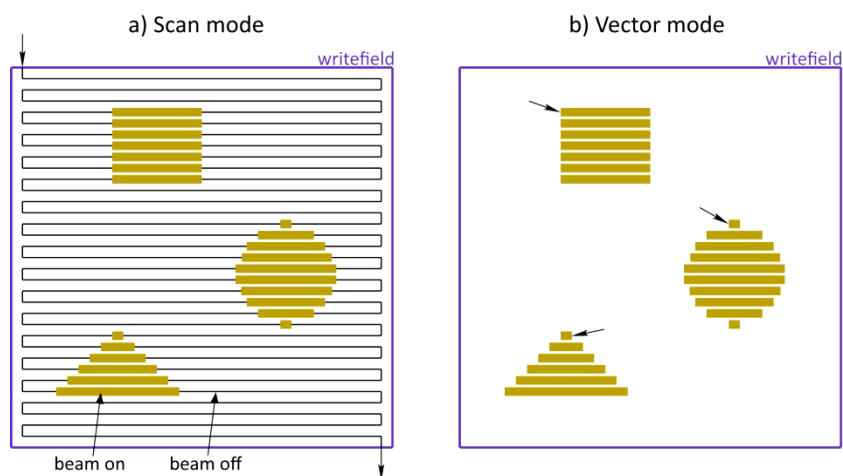 a) Scan mode
b) Vector mode
writefield
writefield
beam on
beam off